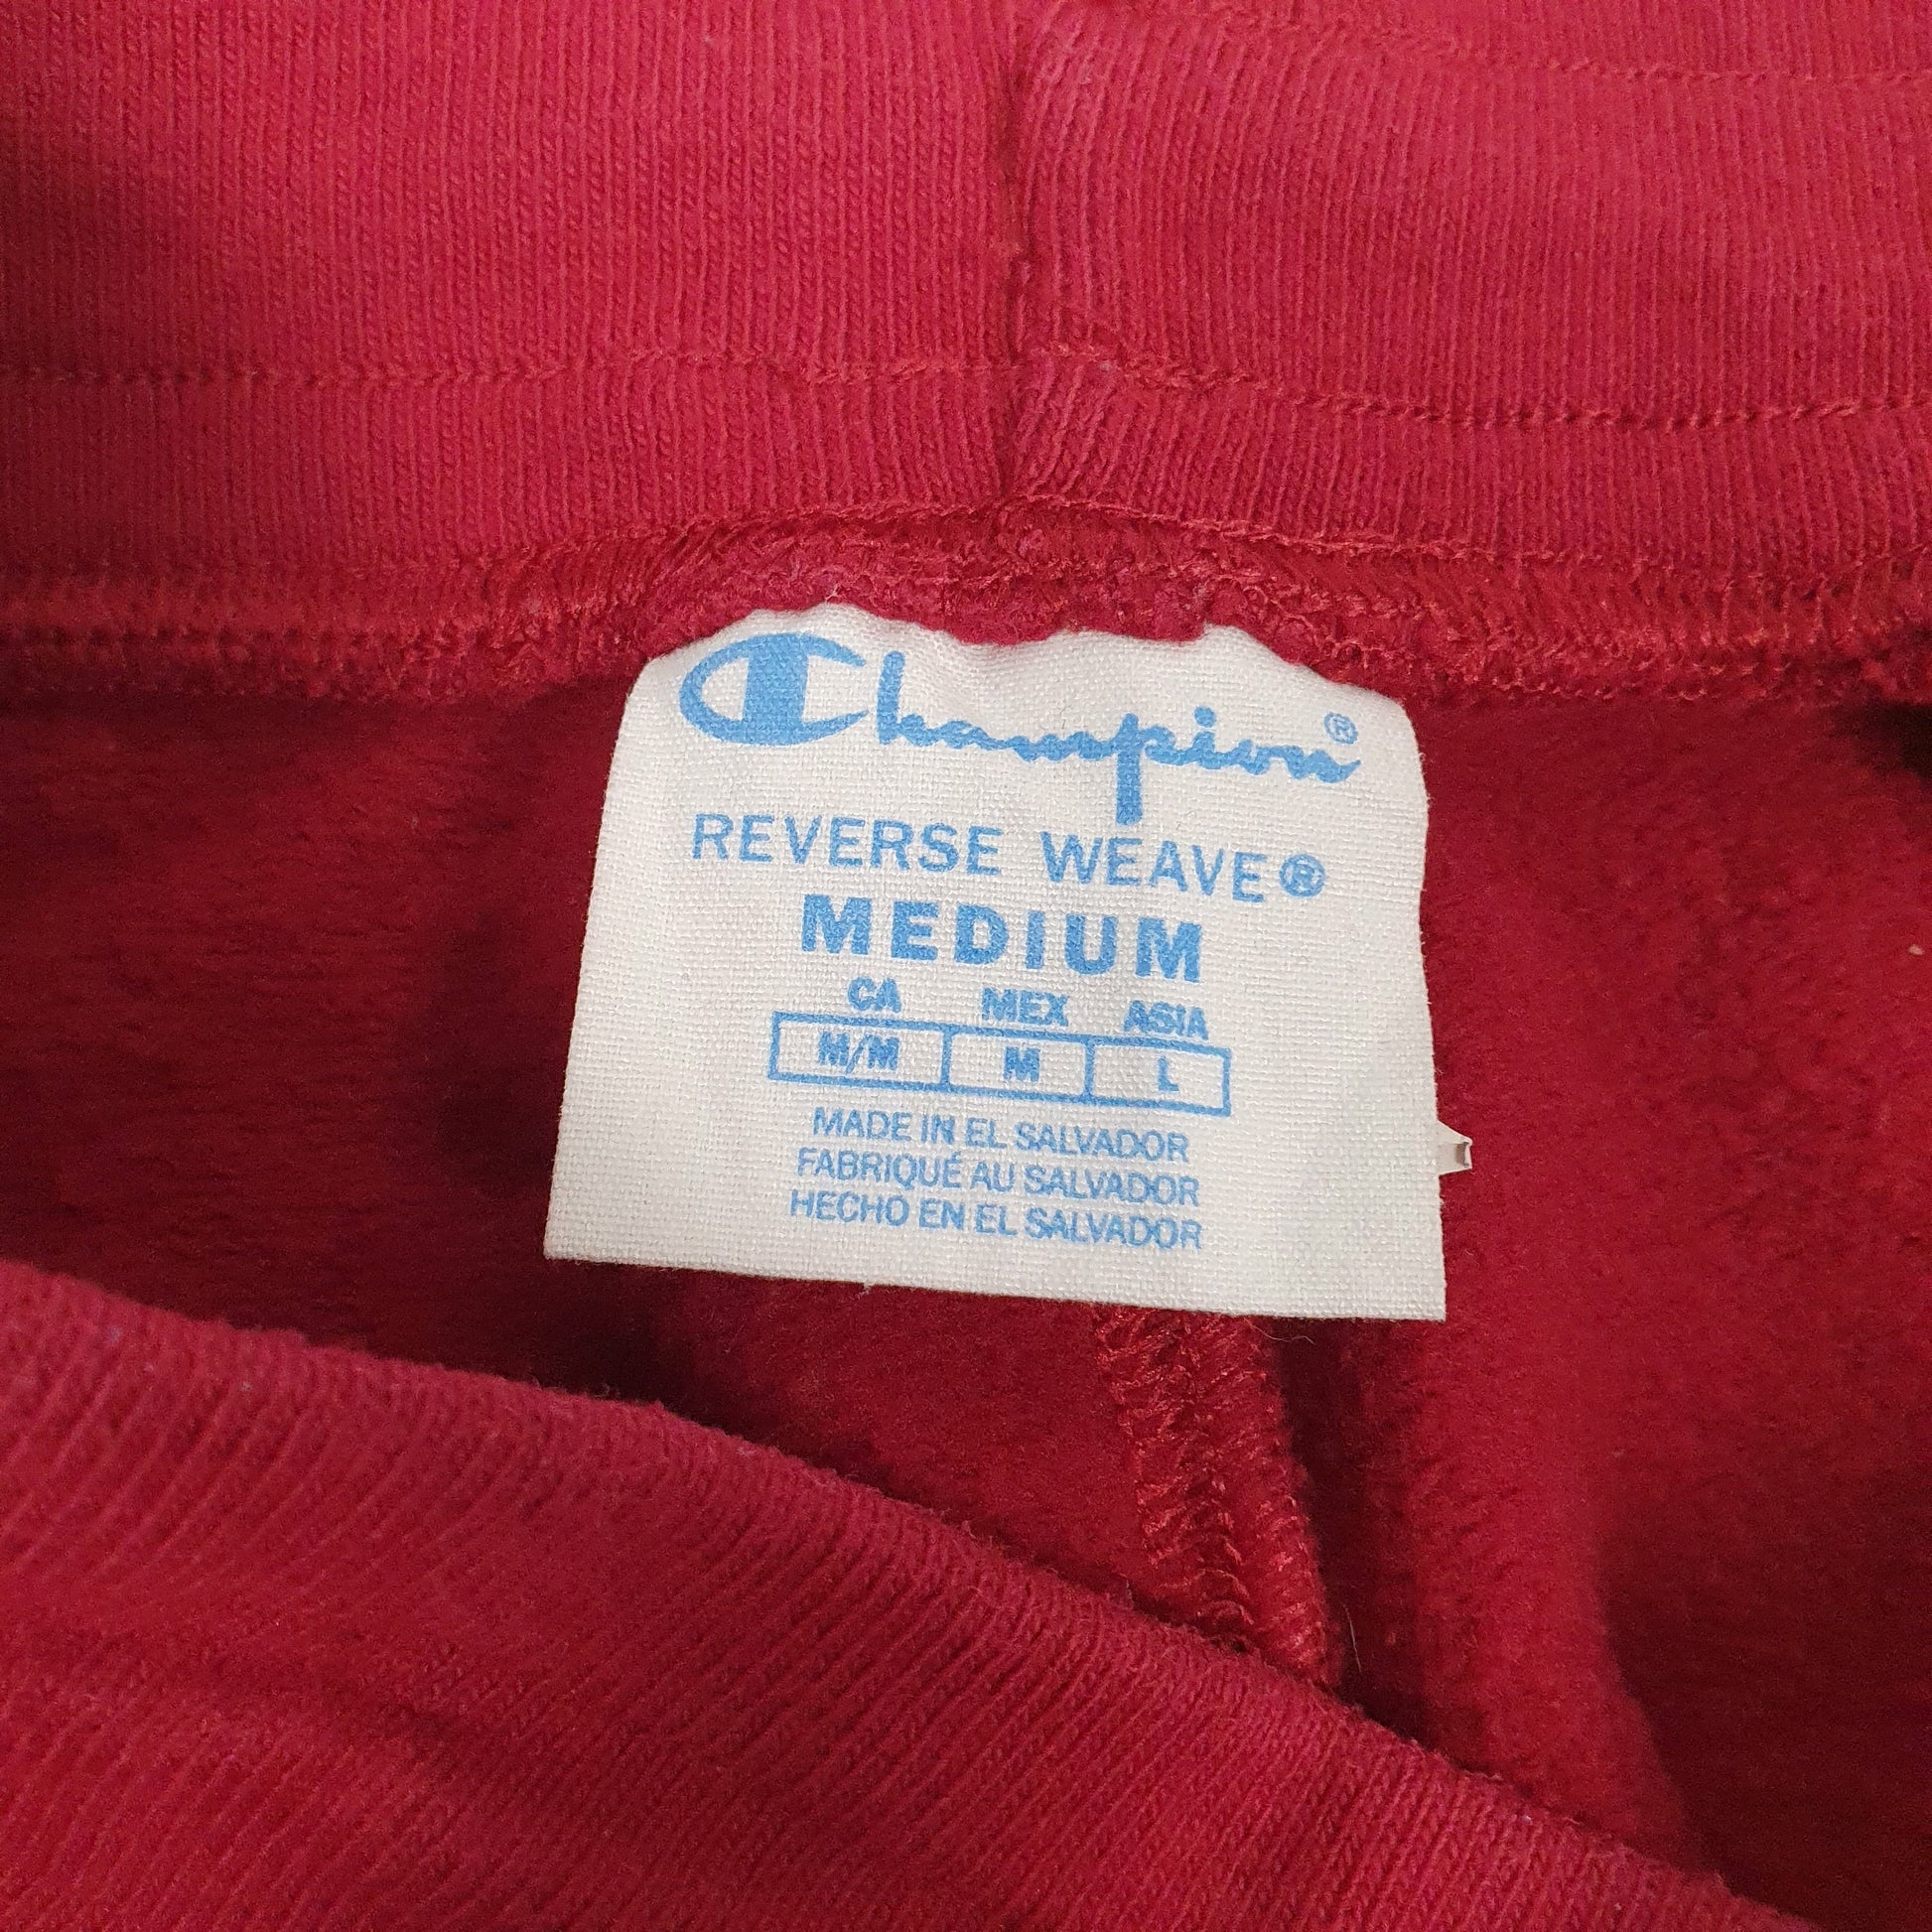 Champion®
REVERSE WEAVE®
MEDIUM
CA MEX ASIA
M/M M L
MADE IN EL SALVADOR
FABRIQUÉ AU SALVADOR
HECHO EN EL SALVADOR